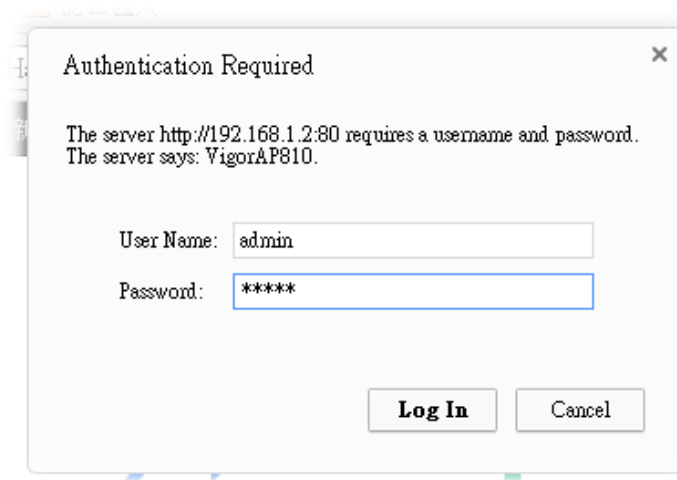 Authentication Required
×
The server http://192.168.1.2:80 requires a username and password.
The server says: VigorAP810.
User Name: admin
Password: *****
Log In Cancel